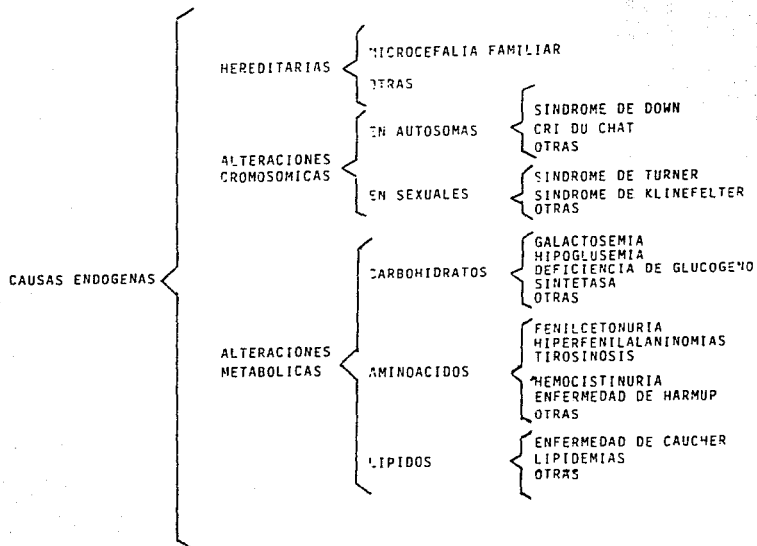 HEREDITARIAS
MICROCEFALIA FAMILIAR
OTRAS
ALTERACIONES
CROMOSOMICAS
EN AUTOSOMAS
SINDROME DE DOWN
CRI DU CHAT
OTRAS
EN SEXUALES
SINDROME DE TURNER
SINDROME DE KLINEFELTER
OTRAS
CAUSAS ENDOGENAS
ALTERACIONES
METABOLICAS
CARBOHIDRATOS
GALACTOSEMIA
HIPOGLUSEMIA
DEFICIENCIA DE GLUCOGENO
SINTETASA
OTRAS
AMINOACIDOS
FENILCETONURIA
HIPERFENILALANINOMIAS
TIROSINOSIS
HEMOCISTINURIA
ENFERMEDAD DE HARMUP
OTRAS
LIPIDOS
ENFERMEDAD DE CAUCHER
LIPIDEMIAS
OTRAS